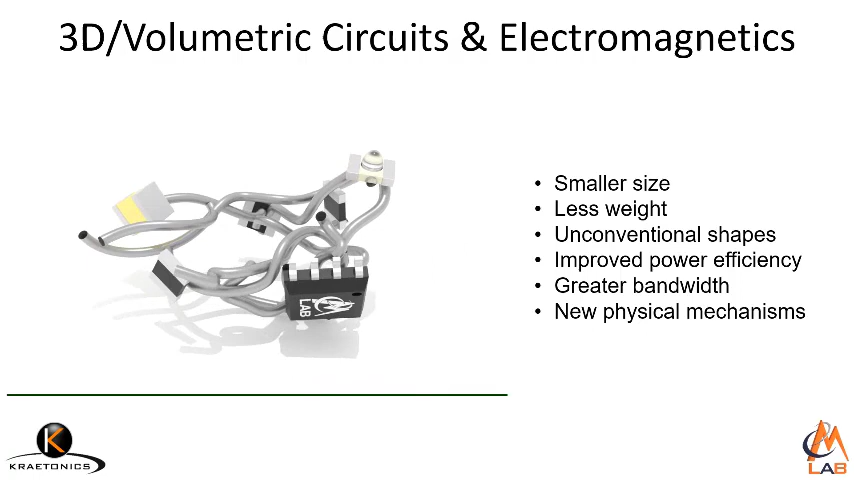 3D/Volumetric Circuits & Electromagnetics
• Smaller size
• Less weight
• Unconventional shapes
• Improved power efficiency
• Greater bandwidth
• New physical mechanisms
LAB
K
KRAETONICS
LAB